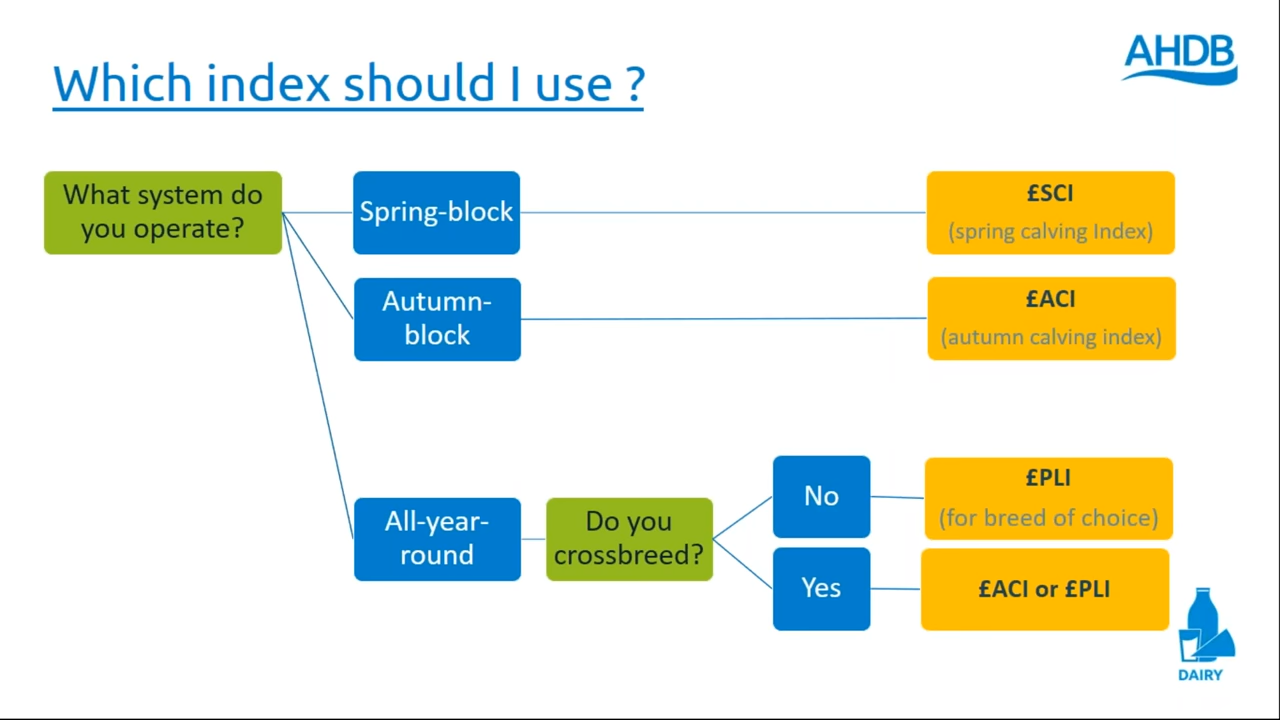 AHDB
Which index should I use ?
What system do
you operate?
Spring-block
£SCI
(spring calving Index)
Autumn-
block
£ACI
(autumn calving index)
All-year-
round
Do you
crossbreed?
No
£PLI
(for breed of choice)
Yes
£ACI or £PLI
DAIRY